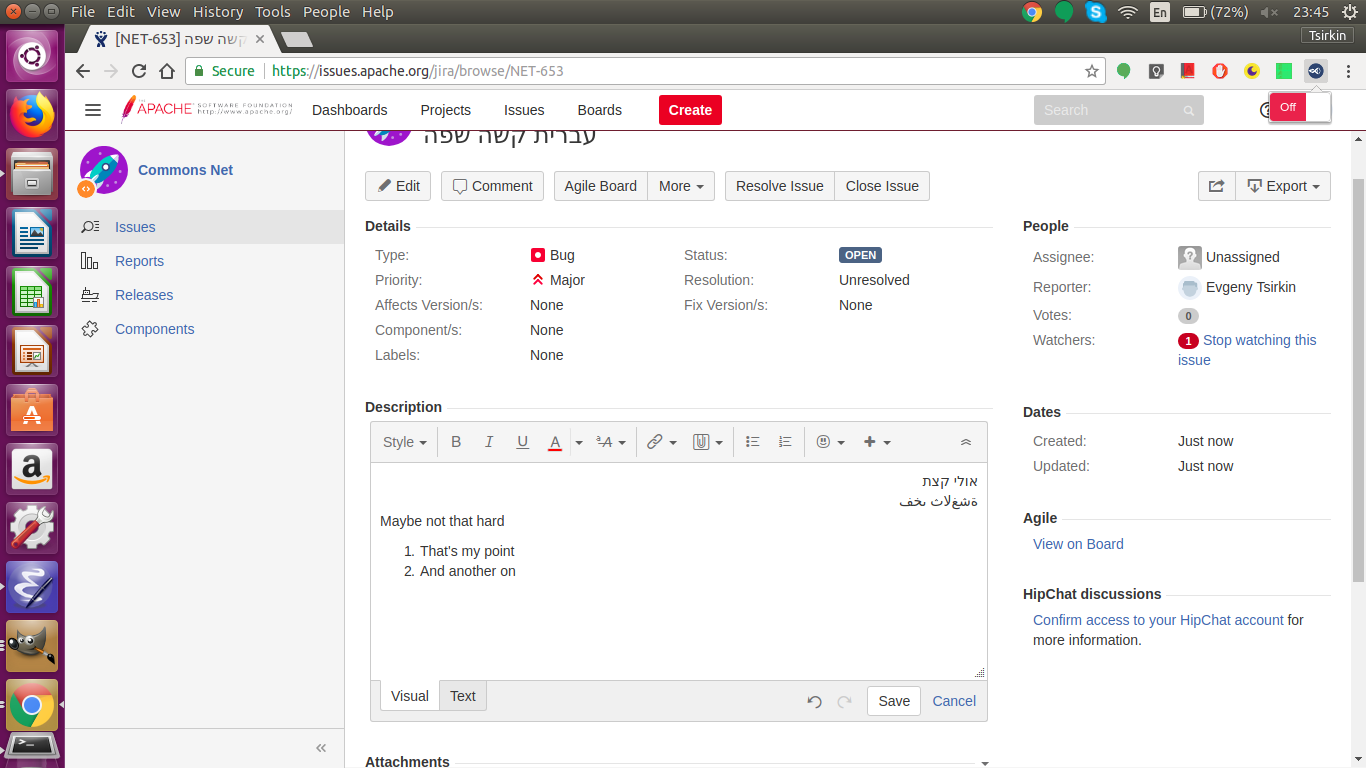 File Edit View History Tools People Help
En (72%) 23:45
[NET-653] קשה שפה
Tsirkin
Secure https://issues.apache.org/jira/browse/NET-653
APACHE SOFTWARE FOUNDATION
http://www.apache.org/
Dashboards Projects Issues Boards Create Search Off
עברית קשה שפה
Commons Net
Issues
Reports
Releases
Components
Edit Comment Agile Board More Resolve Issue Close Issue Export
Details
Type: Bug Status: OPEN
Priority: Major Resolution: Unresolved
Affects Version/s: None Fix Version/s: None
Component/s: None
Labels: None
People
Assignee: Unassigned
Reporter: Evgeny Tsirkin
Votes: 0
Watchers: 1 Stop watching this
issue
Description
Style B I U A A
אולי קצת
ةشغلاث ىخف
Maybe not that hard
1. That's my point
2. And another on
Visual Text Save Cancel
Dates
Created: Just now
Updated: Just now
Agile
View on Board
HipChat discussions
Confirm access to your HipChat account for
more information.
Attachments